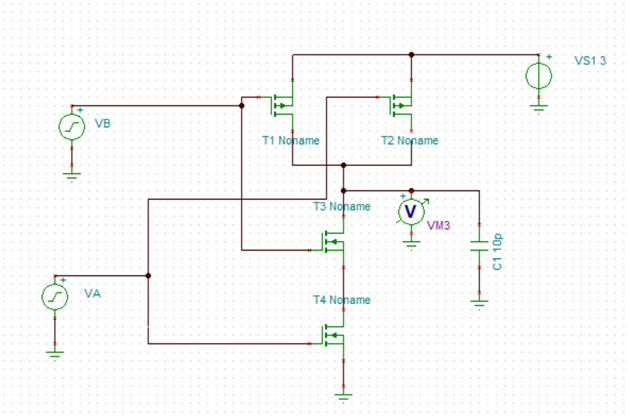 VS1 3
VB
T1 Noname
T2 Noname
T3 Noname
V
VM3
C1 10p
VA
T4 Noname